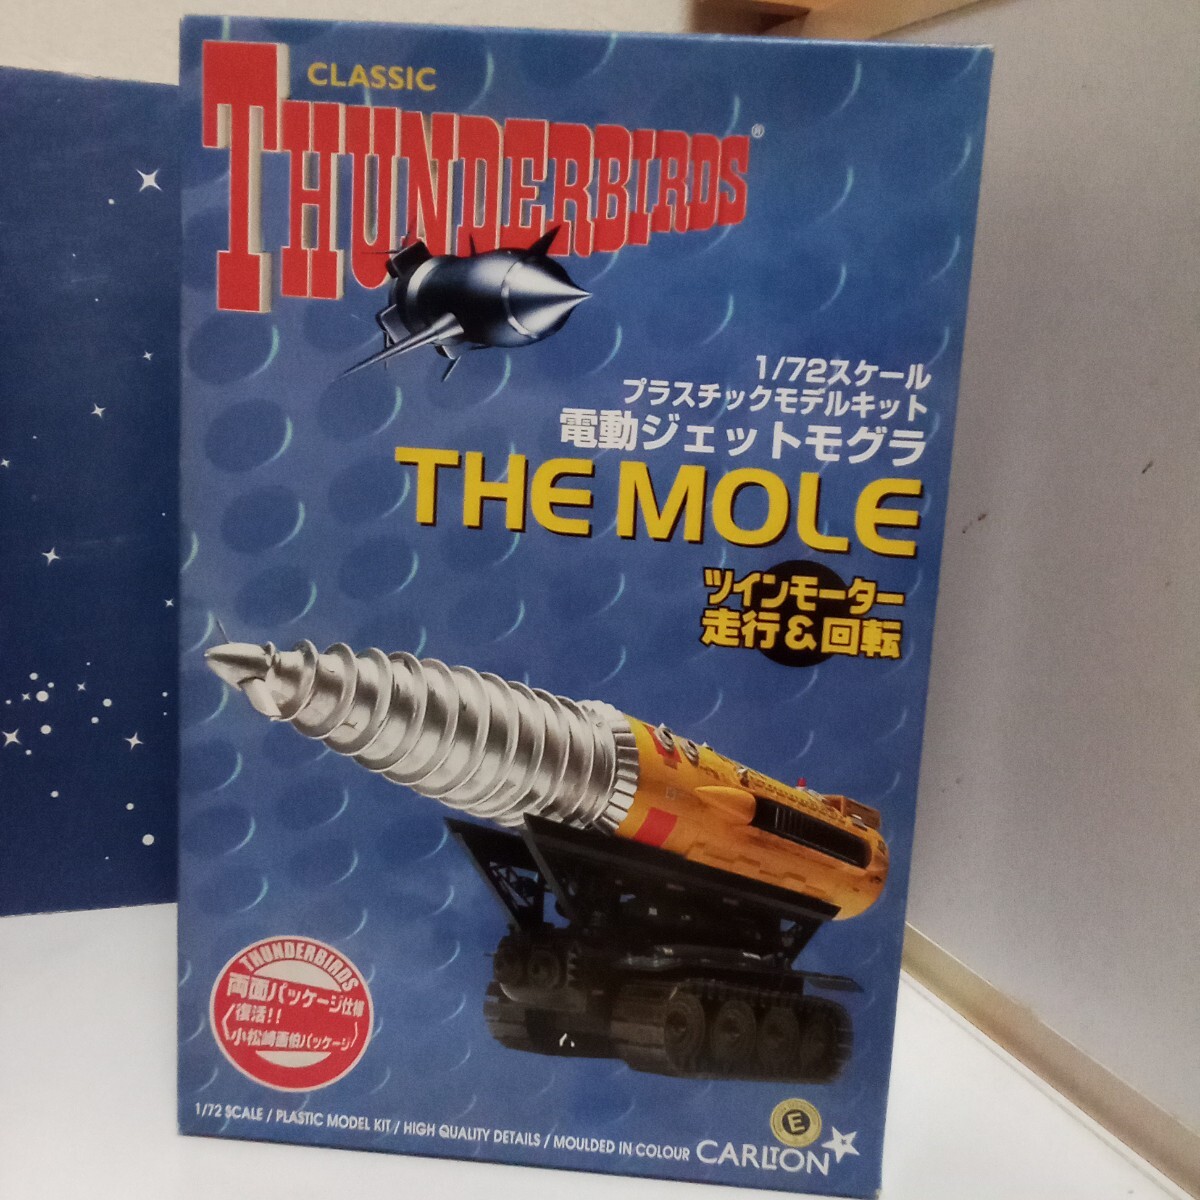 CLASSIC
THUNDERBIRDS®
1/72スケール
プラスチックモデルキット
電動ジェットモグラ
THE MOLE
ツインモーター
走行&回転
THUNDERBIRDS
両面パッケージ仕様
復活!!
小松崎画伯パッケージ
1/72 SCALE / PLASTIC MODEL KIT / HIGH QUALITY DETAILS / MOULDED IN COLOUR
E
CARLTON